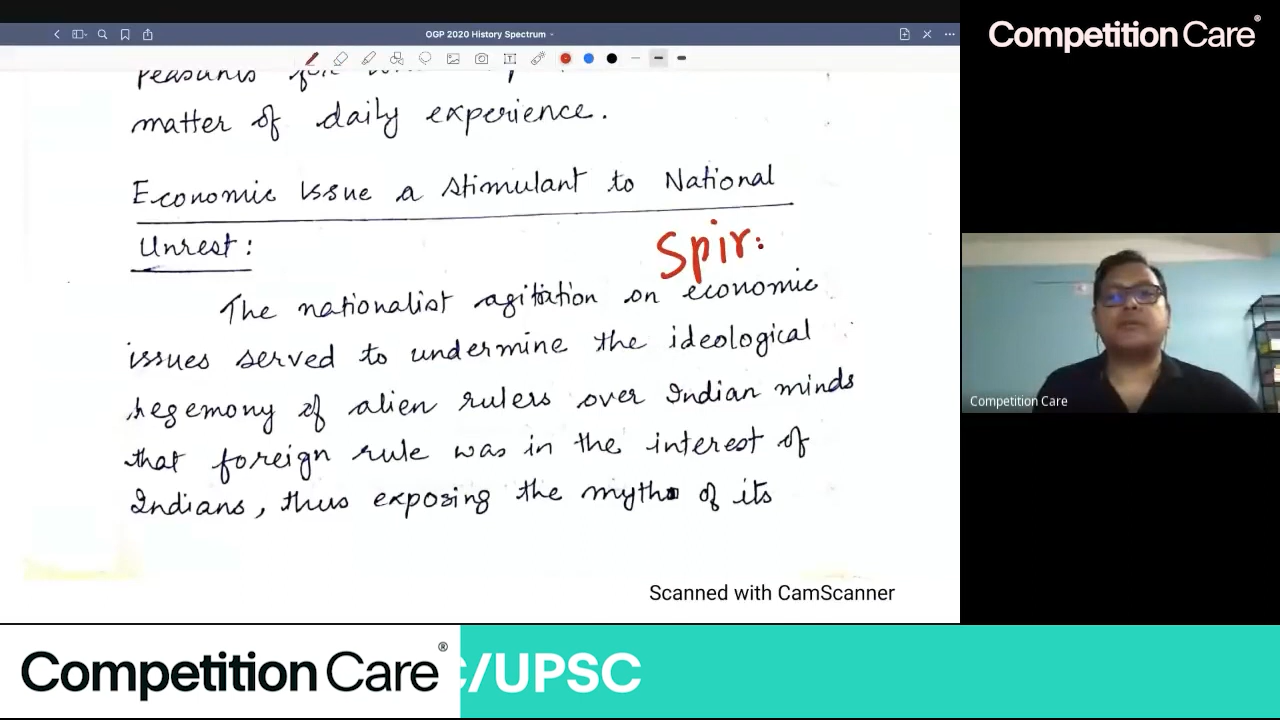 OGP 2020 History Spectrum
Competition Care®
matter of daily experience.
Economic issue a stimulant to National
Unrest:
Spir:
The nationalist agitation on economic
issues served to undermine the ideological
hegemony of alien rulers over Indian minds
that foreign rule was in the interest of
Indians, thus exposing the myth of its
Competition Care
Scanned with CamScanner
Competition Care®
/UPSC